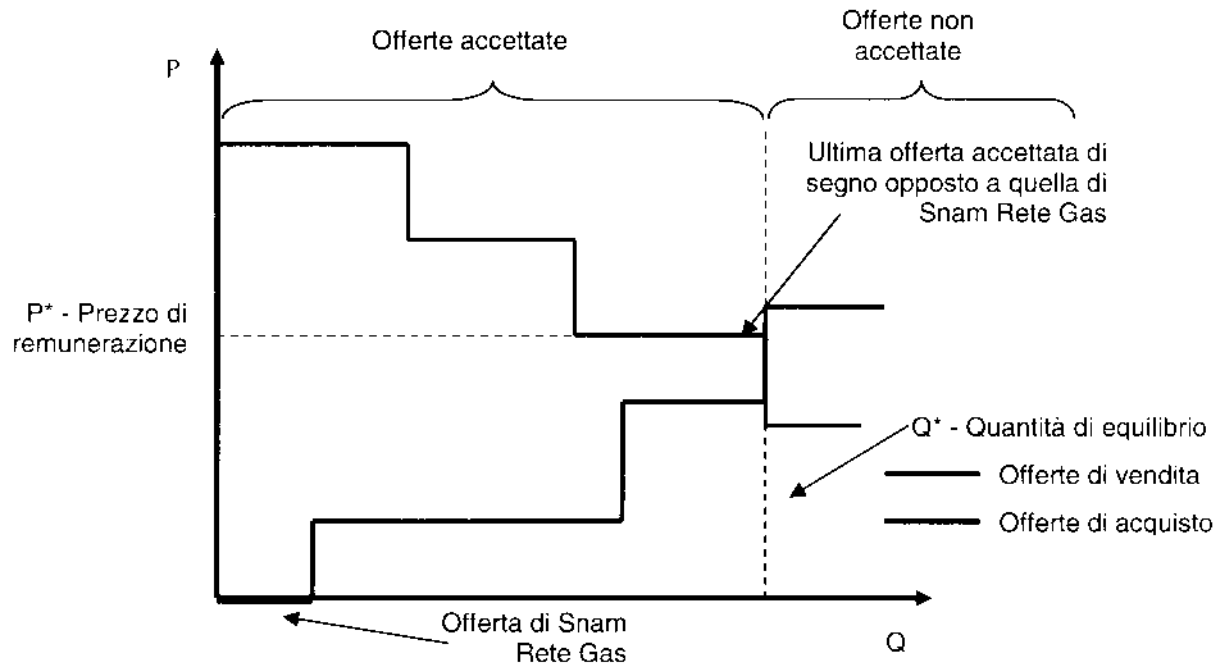 Offerte accettate
Offerte non
accettate
P
Ultima offerta accettata di
segno opposto a quella di
Snam Rete Gas
P* - Prezzo di
remunerazione
Q* - Quantità di equilibrio
Offerte di vendita
Offerte di acquisto
Offerta di Snam
Rete Gas
Q